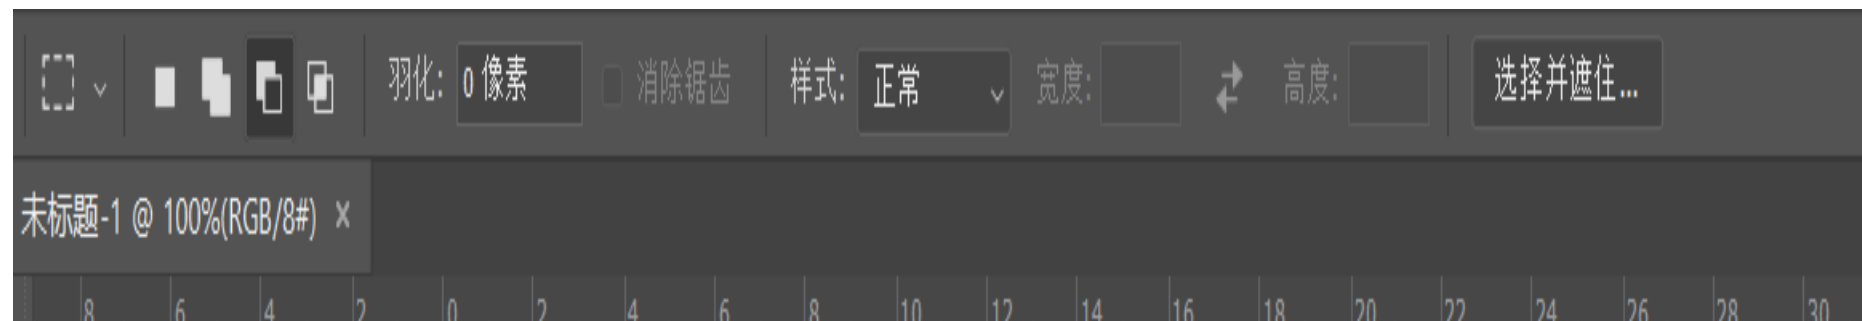 羽化: 0 像素 消除锯齿 样式: 正常 宽度: 高度: 选择并遮住...
未标题-1 @ 100%(RGB/8#) ×
8 6 4 2 0 2 4 6 8 10 12 14 16 18 20 22 24 26 28 30